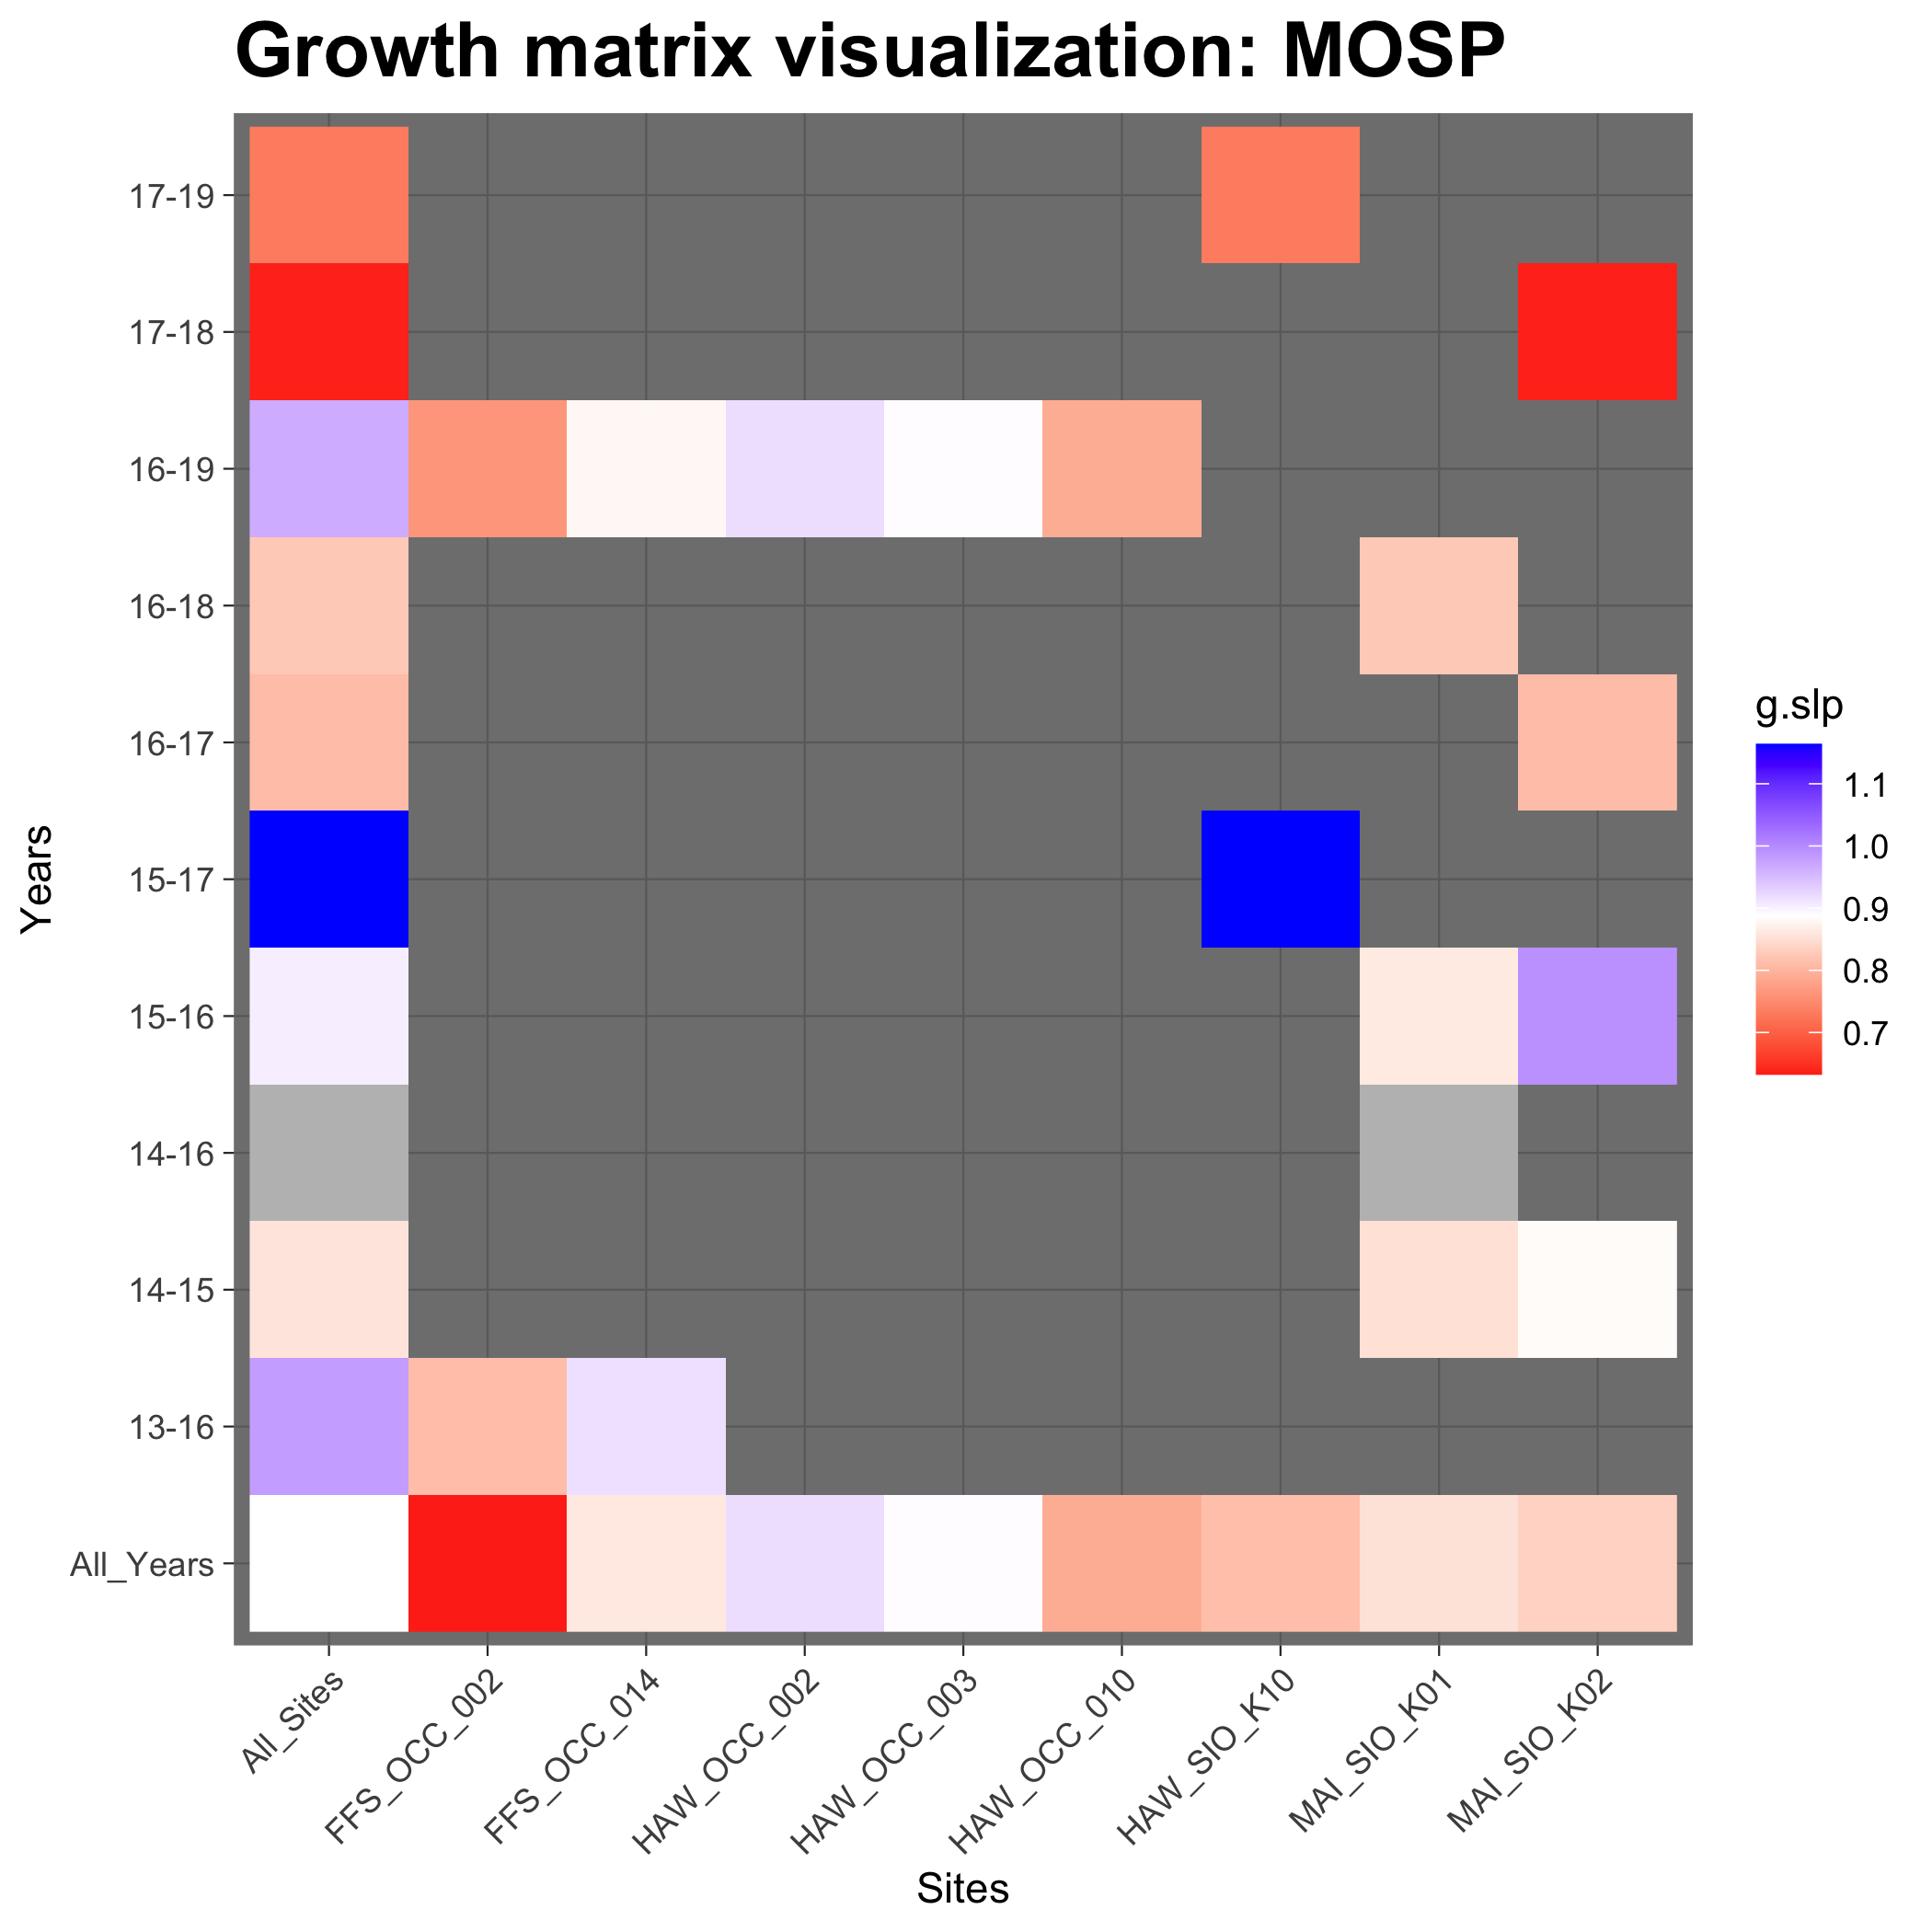 Growth matrix visualization: MOSP
Years
17-19
17-18
16-19
16-18
16-17
15-17
15-16
14-16
14-15
13-16
All_Years
All_Sites
FFS_OCC_002
FFS_OCC_014
HAW_OCC_002
HAW_OCC_003
HAW_OCC_010
HAW_SIO_K10
MAI_SIO_K01
MAI_SIO_K02
Sites
g.slp
1.1
1.0
0.9
0.8
0.7